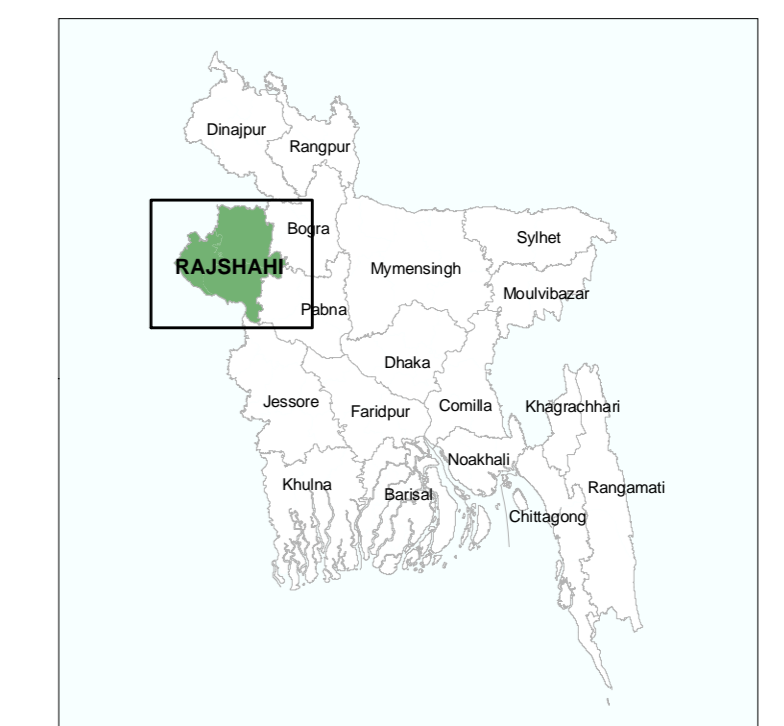 Dinajpur
Rangpur
Bogra
Sylhet
RAJSHAHI
Mymensingh
Moulvibazar
Pabna
Dhaka
Jessore
Faridpur
Comilla
Khagrachhari
Noakhali
Khulna
Barisal
Rangamati
Chittagong